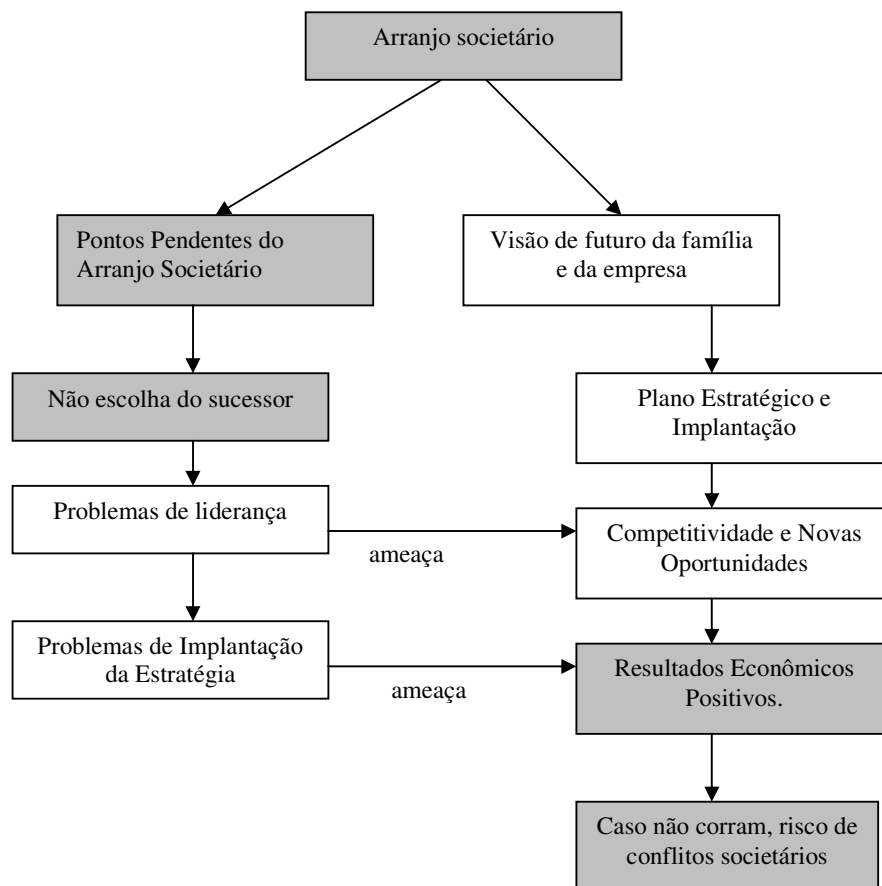 Arranjo societário
Pontos Pendentes do
Arranjo Societário
Visão de futuro da família
e da empresa
Não escolha do sucessor
Plano Estratégico e
Implantação
Problemas de liderança
ameaça
Competitividade e Novas
Oportunidades
Problemas de Implantação
da Estratégia
ameaça
Resultados Econômicos
Positivos.
Caso não corram, risco de
conflitos societários